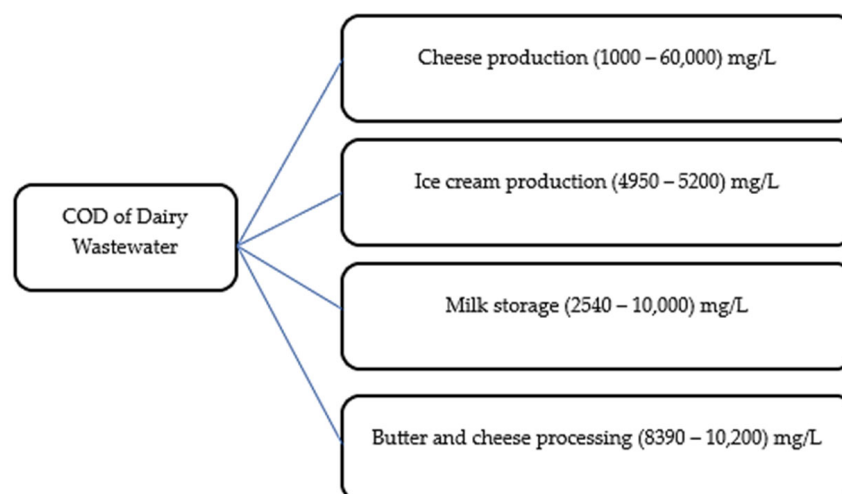 Cheese production (1000 – 60,000) mg/L
Ice cream production (4950 – 5200) mg/L
COD of Dairy
Wastewater
Milk storage (2540 – 10,000) mg/L
Butter and cheese processing (8390 – 10,200) mg/L